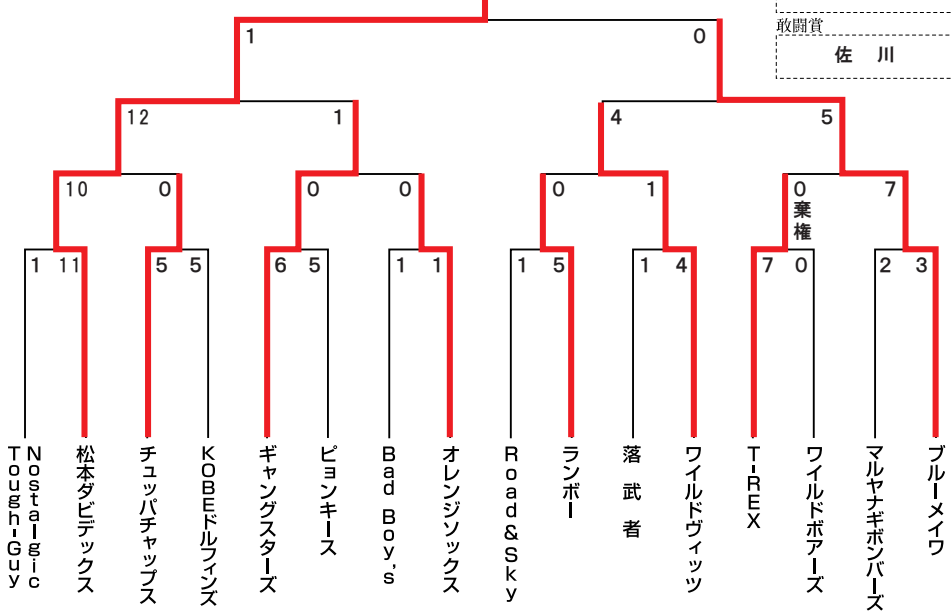 敢闘賞
佐 川
1 0
12 1 4 5
10 0 0 0 0 1 0 7
棄権
1 11 5 5 6 5 1 1 1 5 1 4 7 0 2 3
Nostalgic
Tough-Guy
松本ダビデックス
チュッパチャップス
KOBEドルフィンズ
ギャングスターズ
ピョンキース
Bad Boy's
オレンジソックス
Road&Sky
ランボー
落武者
ワイルドヴィッツ
T-REX
ワイルドボアーズ
マルヤナギボンバーズ
ブルーメイワ